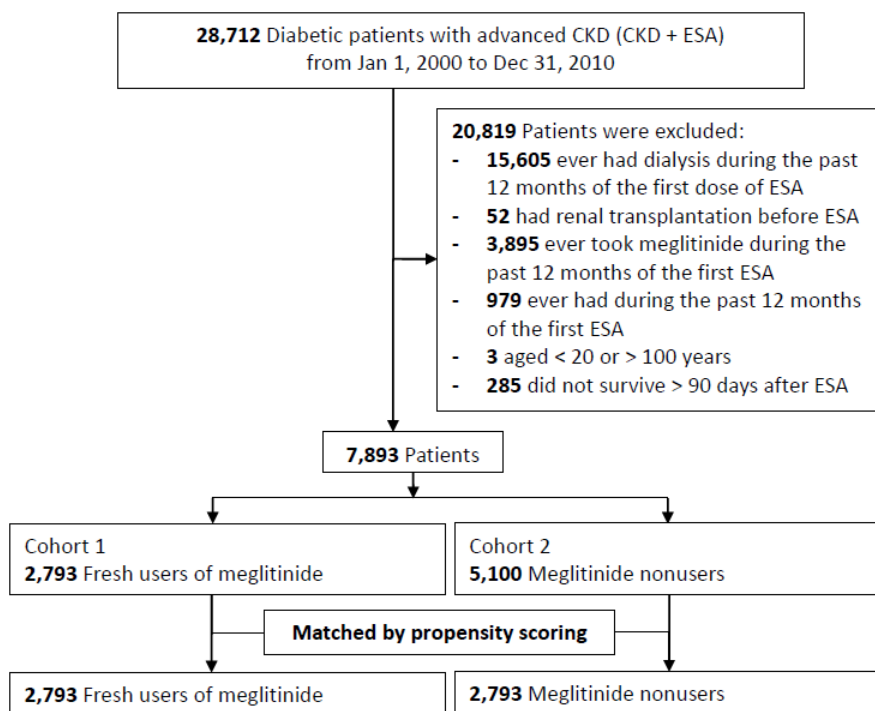 28,712 Diabetic patients with advanced CKD (CKD + ESA)
from Jan 1, 2000 to Dec 31, 2010
20,819 Patients were excluded:
- 15,605 ever had dialysis during the past
12 months of the first dose of ESA
- 52 had renal transplantation before ESA
- 3,895 ever took meglitinide during the
past 12 months of the first ESA
- 979 ever had during the past 12 months
of the first ESA
- 3 aged < 20 or > 100 years
- 285 did not survive > 90 days after ESA
7,893 Patients
Cohort 1
2,793 Fresh users of meglitinide
Cohort 2
5,100 Meglitinide nonusers
Matched by propensity scoring
2,793 Fresh users of meglitinide
2,793 Meglitinide nonusers